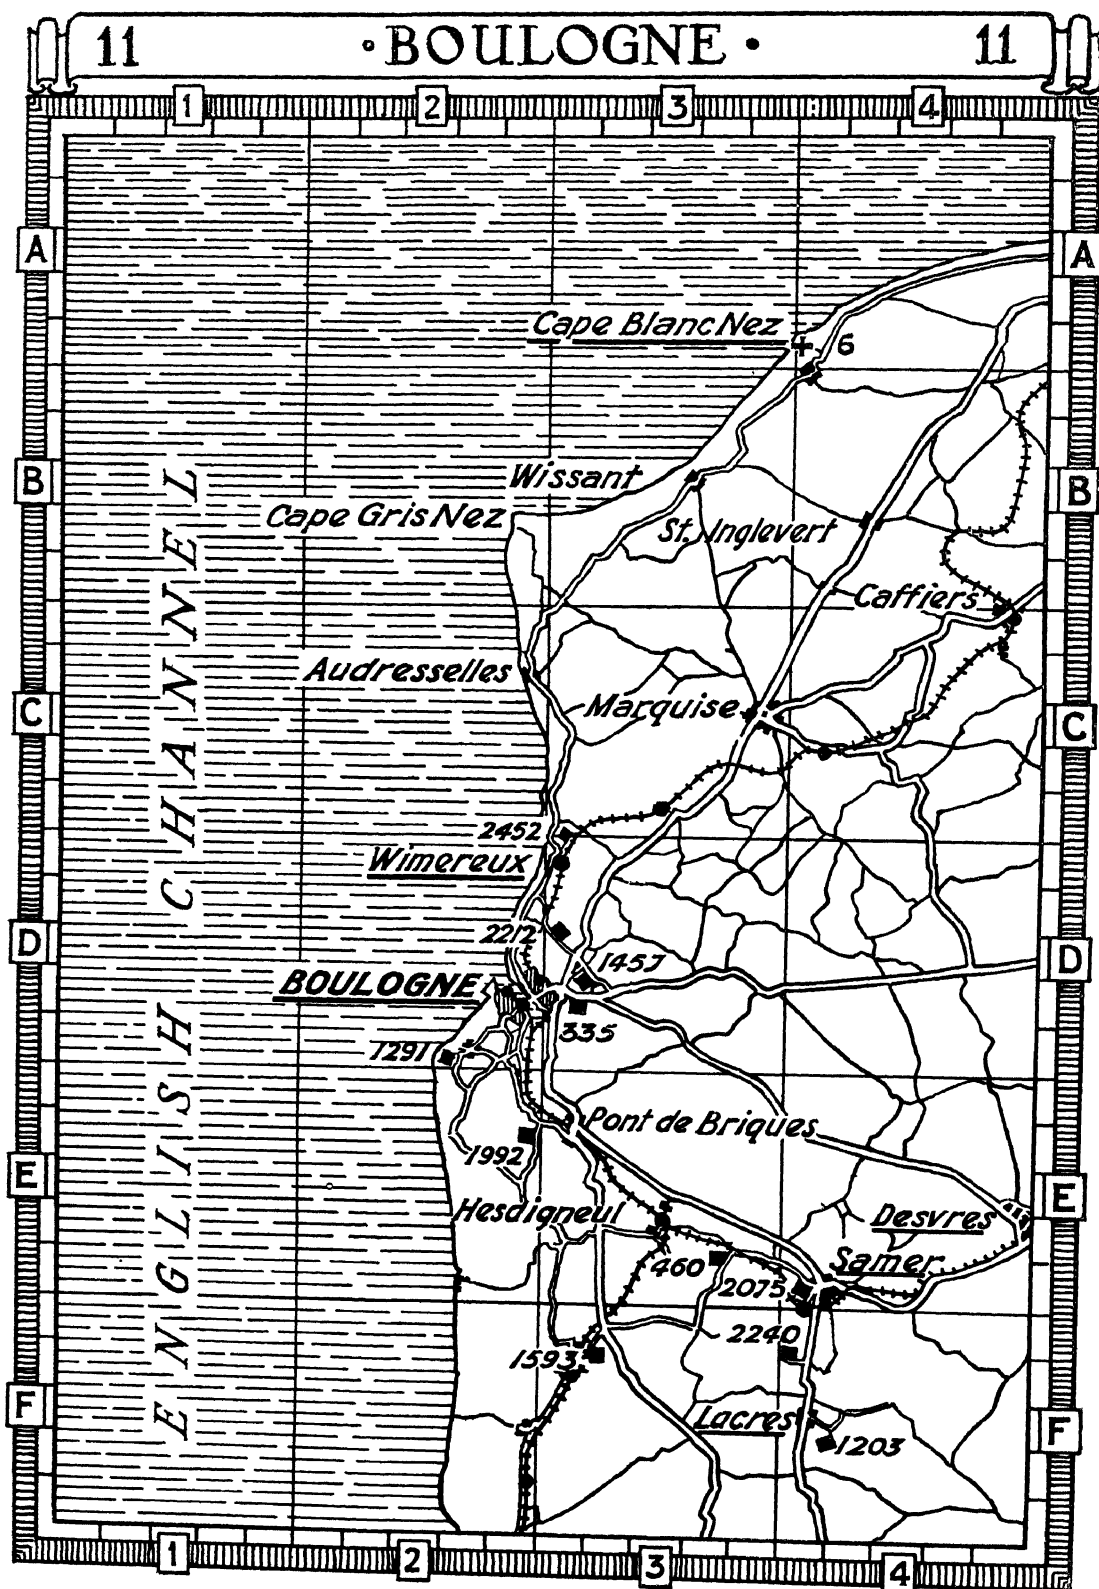 11 · BOULOGNE · 11
1 2 3 4
A A
Cape Blanc Nez
6
B B
Wissant
Cape Gris Nez
St. Inglevert
Caffiers
Audresselles
C C
Marquise
2452
Wimereux
2212
D D
1457
BOULOGNE
335
1291
Pont de Briques
1992
E E
Hesdigneul
Desvres
460
Samer
2075
2240
1593
F F
Lacres
1203
ENGLISH CHANNEL
1 2 3 4